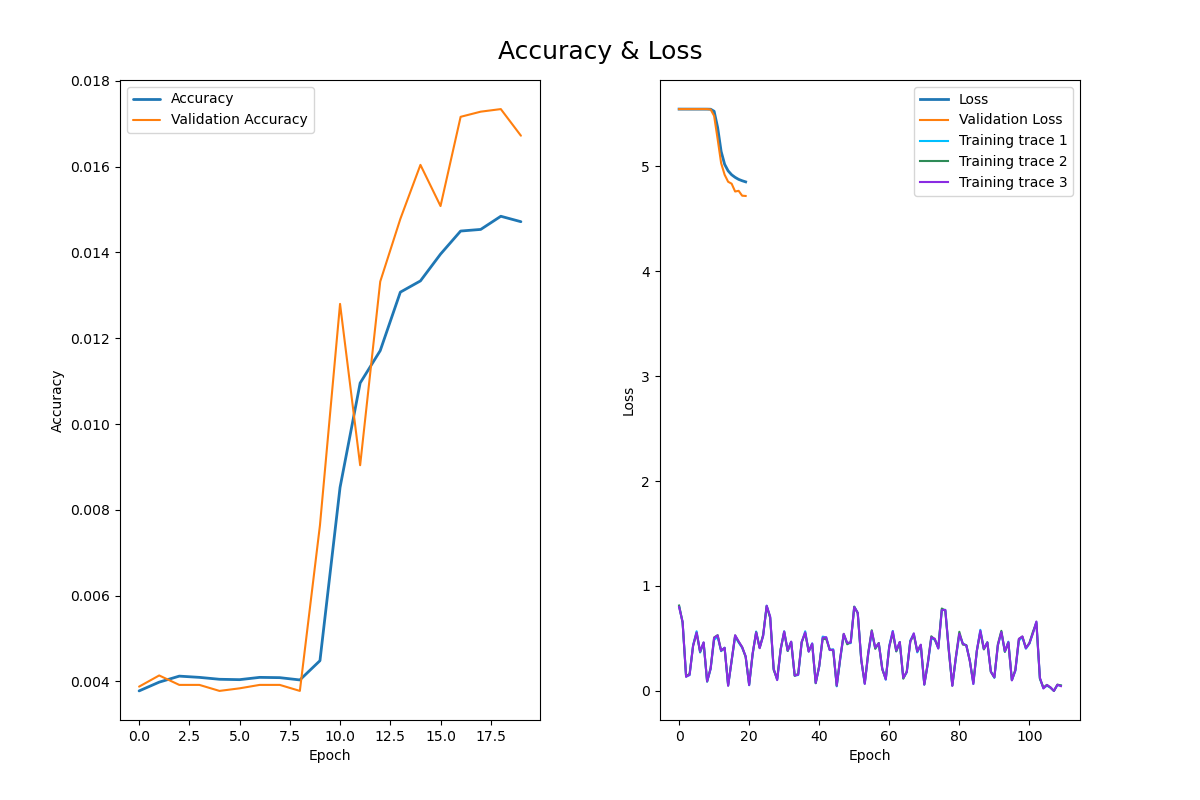 Accuracy & Loss
Accuracy
Validation Accuracy
0.018
0.016
0.014
0.012
0.010
0.008
0.006
0.004
Accuracy
0.0 2.5 5.0 7.5 10.0 12.5 15.0 17.5
Epoch
Loss
Validation Loss
Training trace 1
Training trace 2
Training trace 3
5
4
3
2
1
0
Loss
0 20 40 60 80 100
Epoch